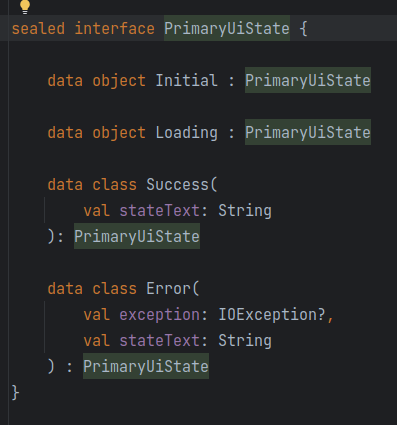 sealed interface PrimaryUiState {
data object Initial : PrimaryUiState
data object Loading : PrimaryUiState
data class Success(
val stateText: String
): PrimaryUiState
data class Error(
val exception: IOException?,
val stateText: String
) : PrimaryUiState
}